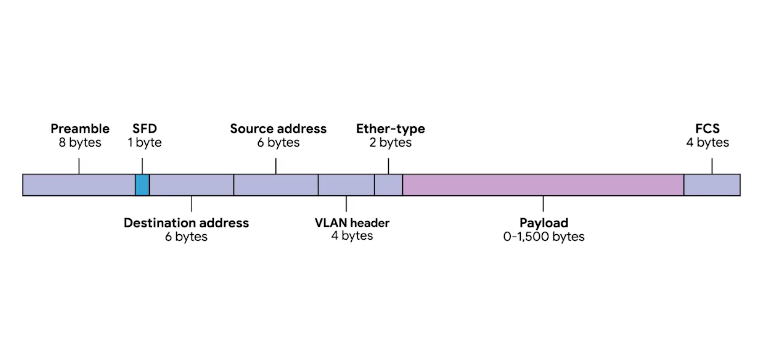 Preamble
8 bytes
SFD
1 byte
Source address
6 bytes
Ether-type
2 bytes
FCS
4 bytes
Destination address
6 bytes
VLAN header
4 bytes
Payload
0-1,500 bytes